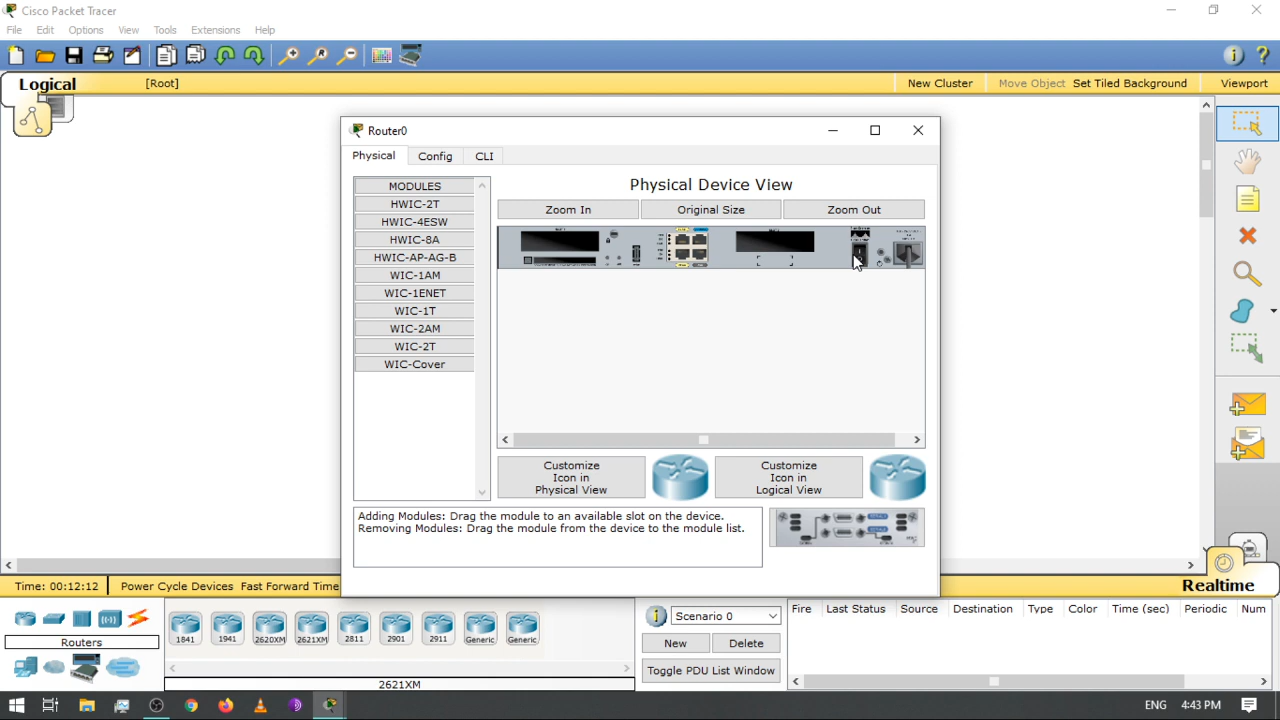 Cisco Packet Tracer
File Edit Options View Tools Extensions Help
Logical [Root] New Cluster Move Object Set Tiled Background Viewport
Router0
Physical Config CLI
MODULES
HWIC-2T
HWIC-4ESW
HWIC-8A
HWIC-AP-AG-B
WIC-1AM
WIC-1ENET
WIC-1T
WIC-2AM
WIC-2T
WIC-Cover
Physical Device View
Zoom In Original Size Zoom Out
Customize
Icon in
Physical View
Customize
Icon in
Logical View
Adding Modules: Drag the module to an available slot on the device.
Removing Modules: Drag the module from the device to the module list.
Time: 00:12:12 Power Cycle Devices Fast Forward Time
Realtime
Routers
1841 1941 2620XM 2621XM 2811 2901 2911 Generic Generic
2621XM
Scenario 0
New Delete
Toggle PDU List Window
Fire Last Status Source Destination Type Color Time (sec) Periodic Num
ENG 4:43 PM